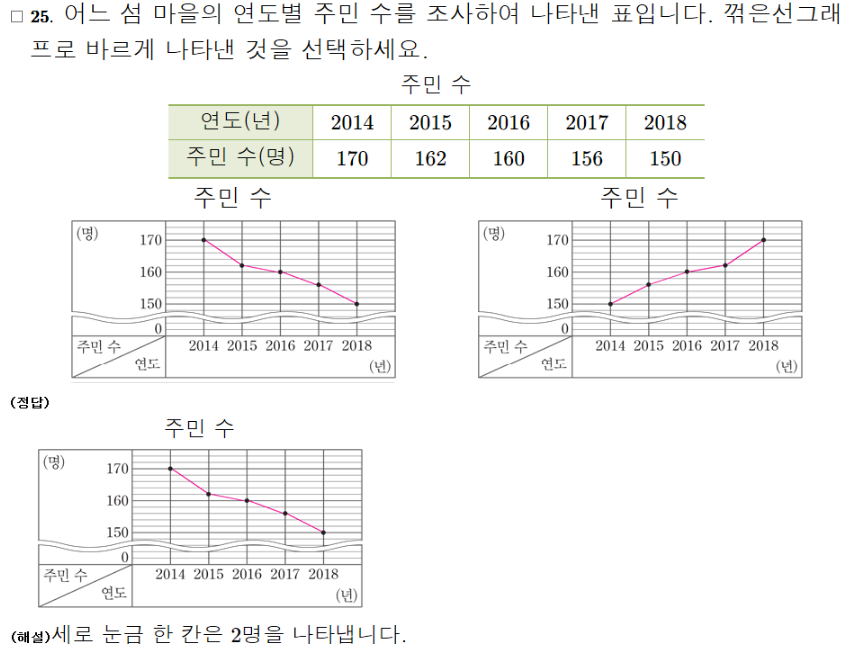 □ 25. 어느 섬 마을의 연도별 주민 수를 조사하여 나타낸 표입니다. 꺾은선그래
프로 바르게 나타낸 것을 선택하세요.
주민 수
연도(년) 2014 2015 2016 2017 2018
주민 수(명) 170 162 160 156 150
주민 수
(명)
170
160
150
0
주민 수
연도
2014 2015 2016 2017 2018
(년)
주민 수
(명)
170
160
150
0
주민 수
연도
2014 2015 2016 2017 2018
(년)
(정답)
주민 수
(명)
170
160
150
0
주민 수
연도
2014 2015 2016 2017 2018
(년)
(해설)세로 눈금 한 칸은 2명을 나타냅니다.